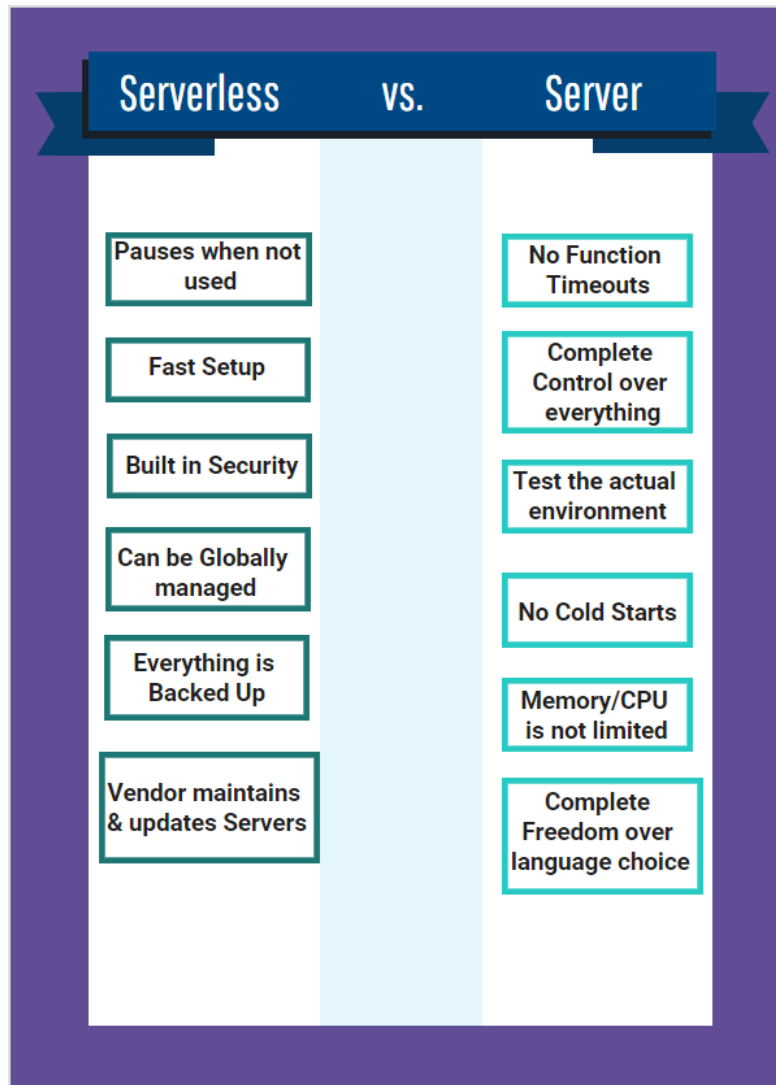 Serverless vs. Server
Pauses when not
used
Fast Setup
Built in Security
Can be Globally
managed
Everything is
Backed Up
Vendor maintains
& updates Servers
No Function
Timeouts
Complete
Control over
everything
Test the actual
environment
No Cold Starts
Memory/CPU
is not limited
Complete
Freedom over
language choice